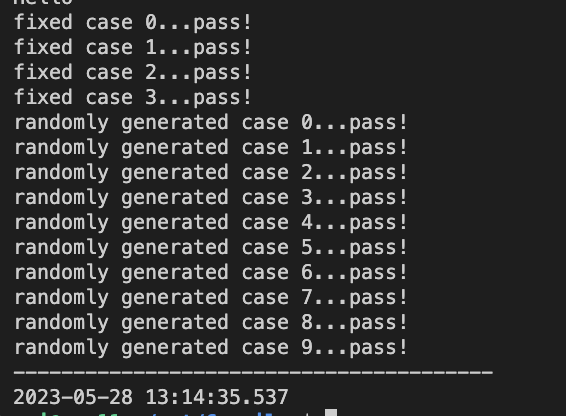 fixed case 0...pass!
fixed case 1...pass!
fixed case 2...pass!
fixed case 3...pass!
randomly generated case 0...pass!
randomly generated case 1...pass!
randomly generated case 2...pass!
randomly generated case 3...pass!
randomly generated case 4...pass!
randomly generated case 5...pass!
randomly generated case 6...pass!
randomly generated case 7...pass!
randomly generated case 8...pass!
randomly generated case 9...pass!
----------------------------------------
2023-05-28 13:14:35.537